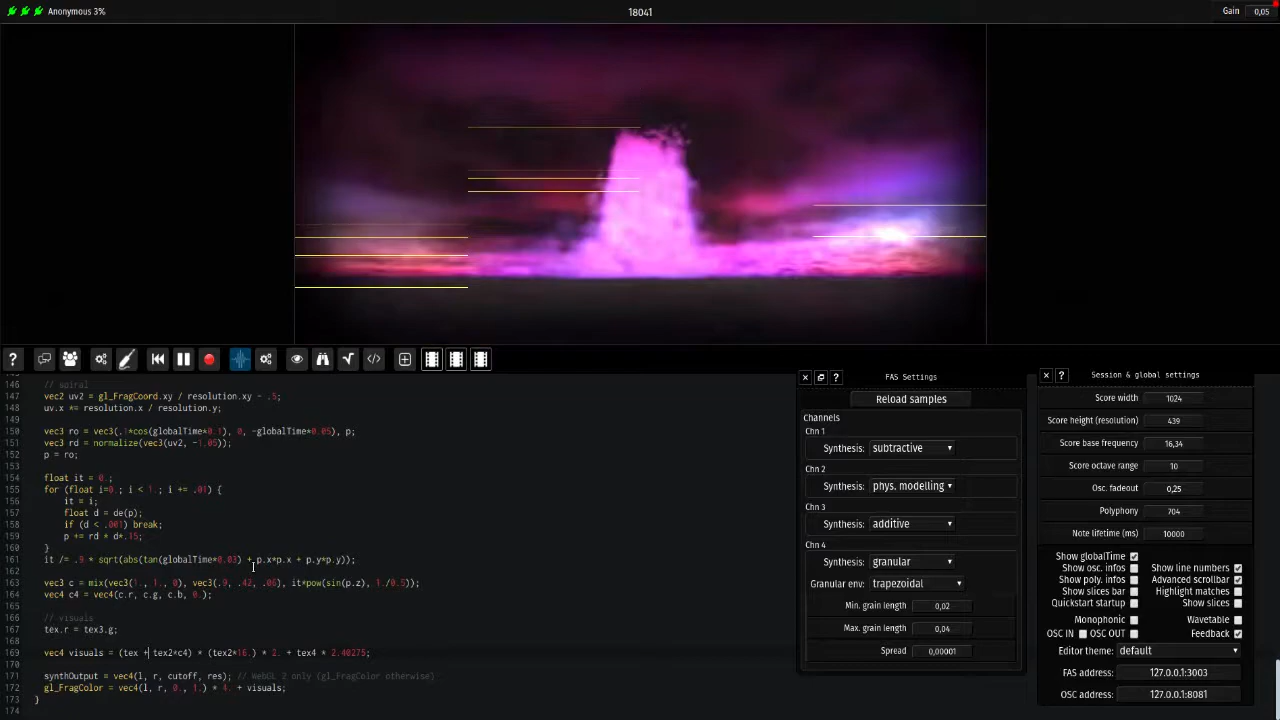 Anonymous 3%
18041
Gain 0,05
146 // spiral
147 vec2 uv2 = gl_FragCoord.xy / resolution.xy - .5;
148 uv.x *= resolution.x / resolution.y;
149
150 vec3 ro = vec3(.1*cos(globalTime*0.1), 0, -globalTime*0.05), p;
151 vec3 rd = normalize(vec3(uv2, -1.05));
152 p = ro;
153
154 float it = 0.;
155 for (float i=0.; i < 1.; i += .01) {
156 it = i;
157 float d = de(p);
158 if (d < .001) break;
159 p += rd * d*.15;
160 }
161 it /= .9 * sqrt(abs(tan(globalTime*0.03) + p.x*p.x + p.y*p.y));
162
163 vec3 c = mix(vec3(1., 1., 0), vec3(.9, .42, .06), it*pow(sin(p.z), 1./0.5));
164 vec4 c4 = vec4(c.r, c.g, c.b, 0.);
165
166 // visuals
167 tex.r = tex3.g;
168
169 vec4 visuals = (tex + tex2*c4) * (tex2*16.) * 2. + tex4 * 2.40275;
170
171 synthOutput = vec4(l, r, cutoff, res); // WebGL 2 only (gl_FragColor otherwise)
172 gl_FragColor = vec4(l, r, 0., 1.) * 4. + visuals;
173 }
174
FAS Settings
Reload samples
Channels
Chn 1
Synthesis: subtractive
Chn 2
Synthesis: phys. modelling
Chn 3
Synthesis: additive
Chn 4
Synthesis: granular
Granular env: trapezoidal
Min. grain length 0,02
Max. grain length 0,04
Spread 0,00001
Session & global settings
Score width 1024
Score height (resolution) 439
Score base frequency 16,34
Score octave range 10
Osc. fadeout 0,25
Polyphony 704
Note lifetime (ms) 10000
Show globalTime
Show osc. infos Show line numbers
Show poly. infos Advanced scrollbar
Show slices bar Highlight matches
Quickstart startup Show slices
Monophonic Wavetable
OSC IN OSC OUT Feedback
Editor theme: default
FAS address: 127.0.0.1:3003
OSC address: 127.0.0.1:8081